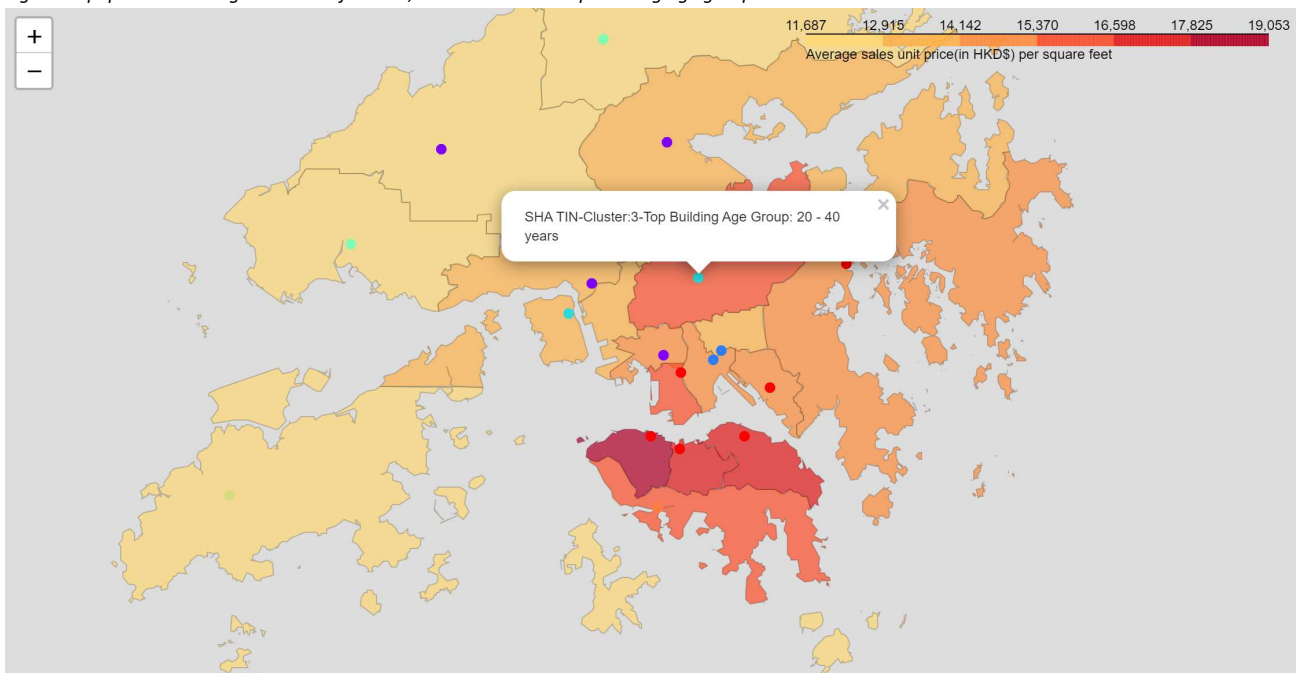 +
−
11,687 12,915 14,142 15,370 16,598 17,825 19,053
Average sales unit price(in HKD$) per square feet
×
SHA TIN-Cluster:3-Top Building Age Group: 20 - 40
years